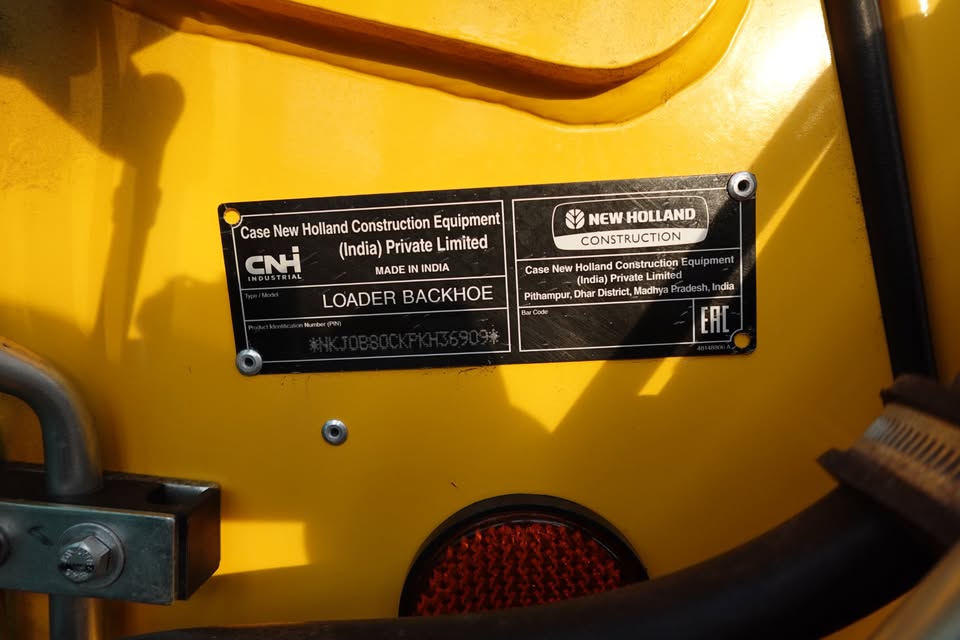 Case New Holland Construction Equipment
(India) Private Limited
CNH
INDUSTRIAL
MADE IN INDIA
Type / Model
LOADER BACKHOE
Product Identification Number (PIN)
*NKJ0B80CKPKH36909*
NEW HOLLAND
CONSTRUCTION
Case New Holland Construction Equipment
(India) Private Limited
Pithampur, Dhar District, Madhya Pradesh, India
Bar Code
EAC
48148806 A